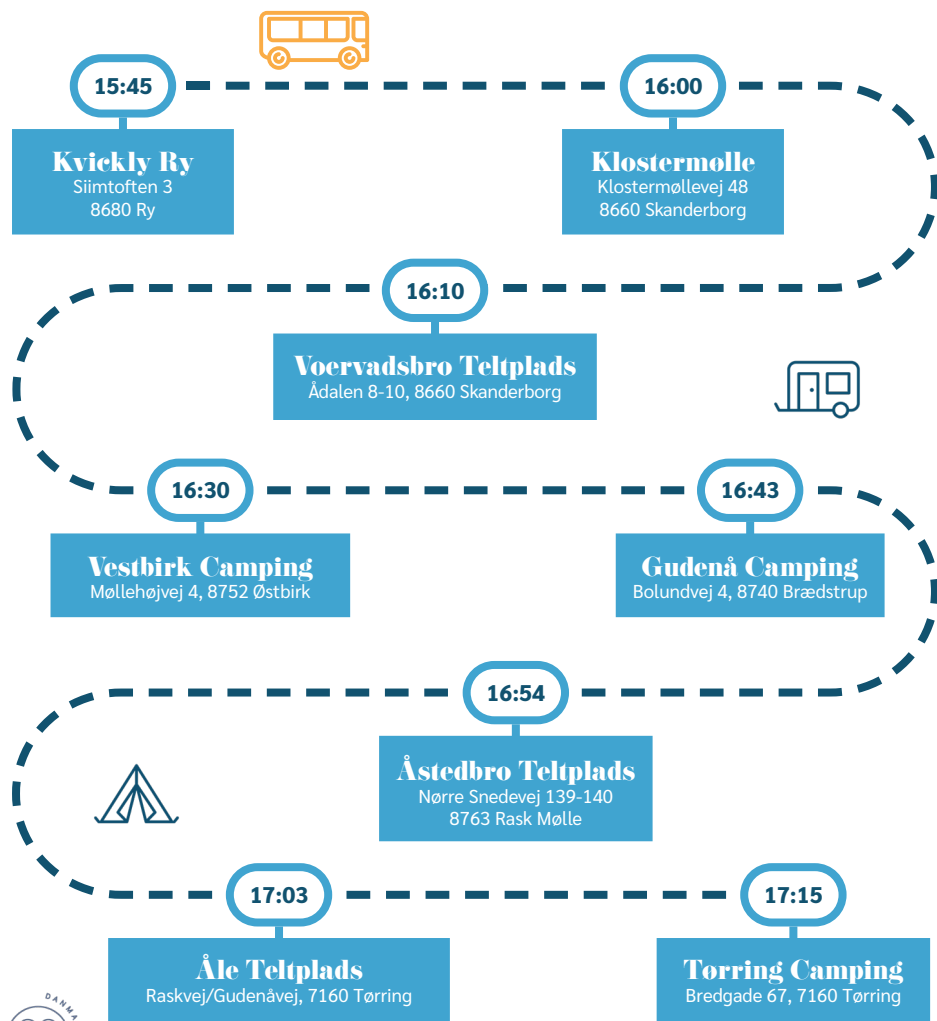 15:45
Kvickly Ry
Siimtoften 3
8680 Ry
16:00
Klostermølle
Klostermøllevej 48
8660 Skanderborg
16:10
Voervadsbro Teltplads
Ådalen 8-10, 8660 Skanderborg
16:30
Vestbirk Camping
Møllehøjvej 4, 8752 Østbirk
16:43
Gudenå Camping
Bolundvej 4, 8740 Brædstrup
16:54
Åstedbro Teltplads
Nørre Snedevej 139-140
8763 Rask Mølle
17:03
Åle Teltplads
Raskvej/Gudenåvej, 7160 Tørring
17:15
Tørring Camping
Bredgade 67, 7160 Tørring